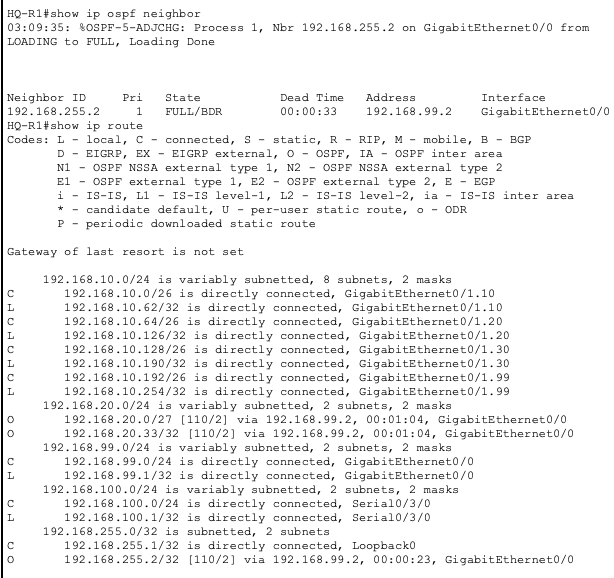 HQ-R1#show ip ospf neighbor
03:09:35: %OSPF-5-ADJCHG: Process 1, Nbr 192.168.255.2 on GigabitEthernet0/0 from
LOADING to FULL, Loading Done
Neighbor ID     Pri   State           Dead Time   Address         Interface
192.168.255.2     1   FULL/BDR        00:00:33    192.168.99.2    GigabitEthernet0/0
HQ-R1#show ip route
Codes: L - local, C - connected, S - static, R - RIP, M - mobile, B - BGP
       D - EIGRP, EX - EIGRP external, O - OSPF, IA - OSPF inter area
       N1 - OSPF NSSA external type 1, N2 - OSPF NSSA external type 2
       E1 - OSPF external type 1, E2 - OSPF external type 2, E - EGP
       i - IS-IS, L1 - IS-IS level-1, L2 - IS-IS level-2, ia - IS-IS inter area
       * - candidate default, U - per-user static route, o - ODR
       P - periodic downloaded static route
Gateway of last resort is not set
     192.168.10.0/24 is variably subnetted, 8 subnets, 2 masks
C       192.168.10.0/26 is directly connected, GigabitEthernet0/1.10
L       192.168.10.62/32 is directly connected, GigabitEthernet0/1.10
C       192.168.10.64/26 is directly connected, GigabitEthernet0/1.20
L       192.168.10.126/32 is directly connected, GigabitEthernet0/1.20
C       192.168.10.128/26 is directly connected, GigabitEthernet0/1.30
L       192.168.10.190/32 is directly connected, GigabitEthernet0/1.30
C       192.168.10.192/26 is directly connected, GigabitEthernet0/1.99
L       192.168.10.254/32 is directly connected, GigabitEthernet0/1.99
     192.168.20.0/24 is variably subnetted, 2 subnets, 2 masks
O       192.168.20.0/27 [110/2] via 192.168.99.2, 00:01:04, GigabitEthernet0/0
O       192.168.20.33/32 [110/2] via 192.168.99.2, 00:01:04, GigabitEthernet0/0
     192.168.99.0/24 is variably subnetted, 2 subnets, 2 masks
C       192.168.99.0/24 is directly connected, GigabitEthernet0/0
L       192.168.99.1/32 is directly connected, GigabitEthernet0/0
     192.168.100.0/24 is variably subnetted, 2 subnets, 2 masks
C       192.168.100.0/24 is directly connected, Serial0/3/0
L       192.168.100.1/32 is directly connected, Serial0/3/0
     192.168.255.0/32 is subnetted, 2 subnets
C       192.168.255.1/32 is directly connected, Loopback0
O       192.168.255.2/32 [110/2] via 192.168.99.2, 00:00:23, GigabitEthernet0/0